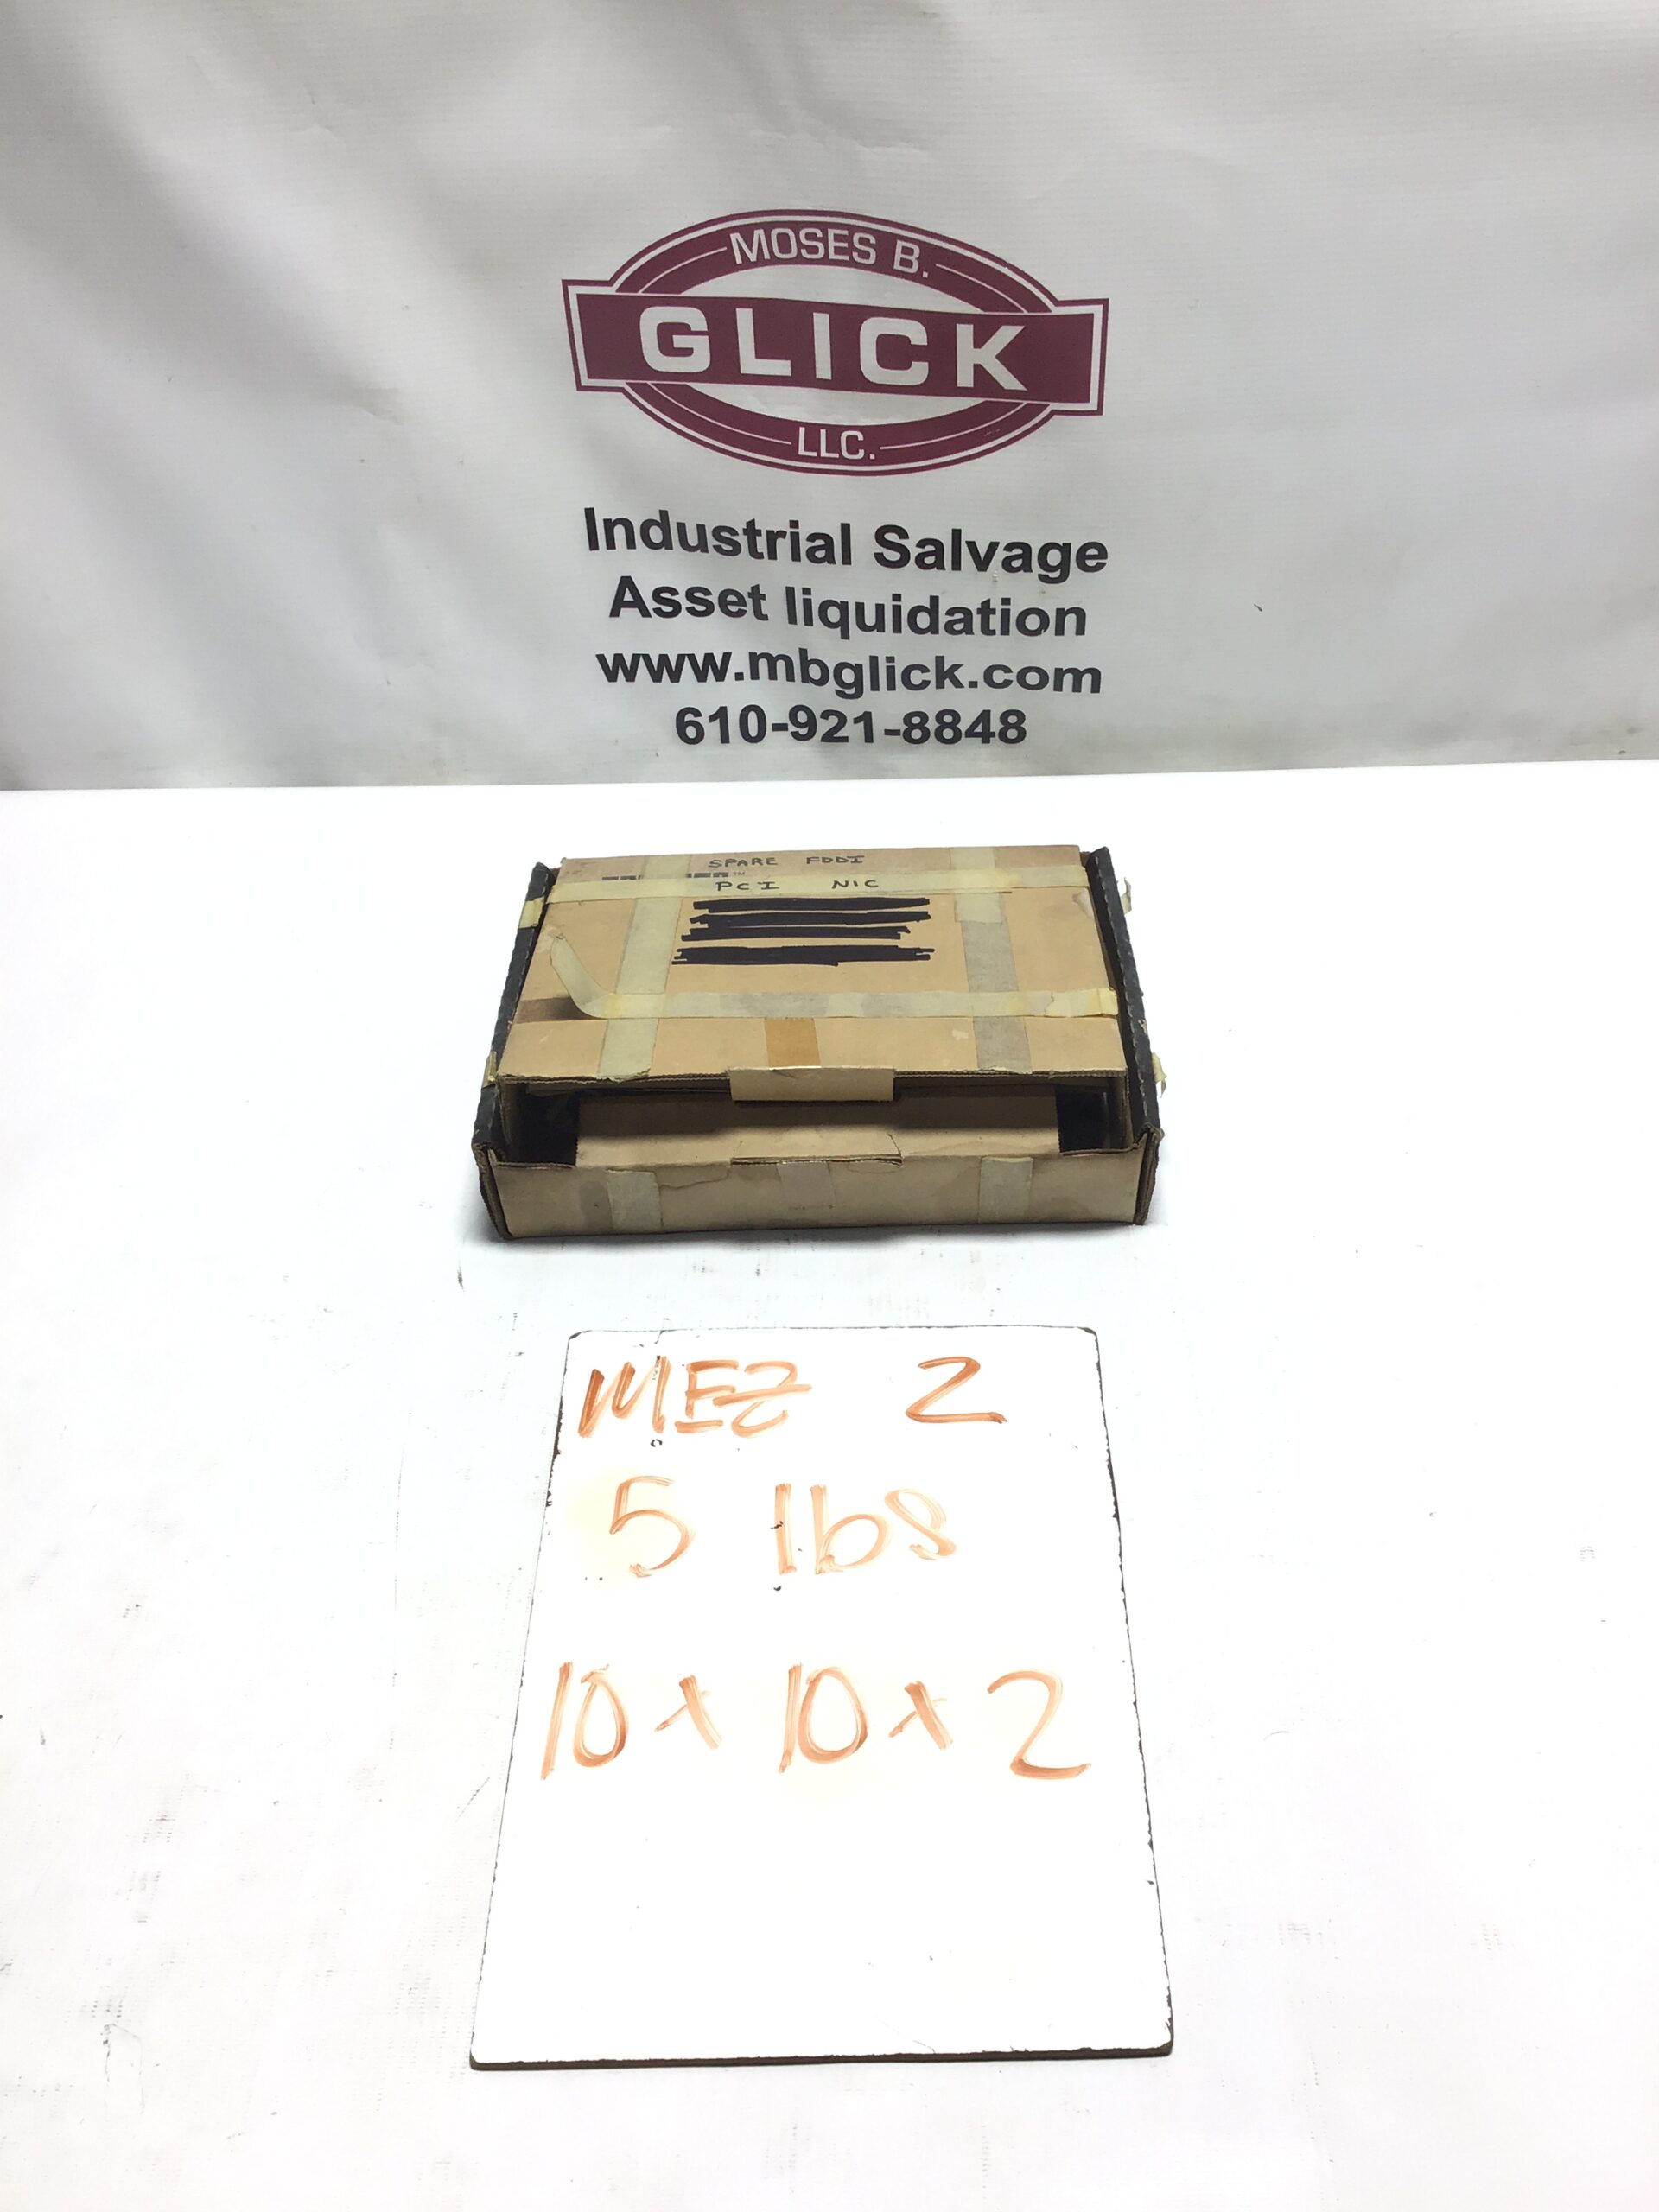 MOSES B.
GLICK
LLC.
Industrial Salvage
Asset liquidation
www.mbglick.com
610-921-8848
SPARE FDDI
PCI NIC
MEZ 2
5 lbs
10 x 10 x 2